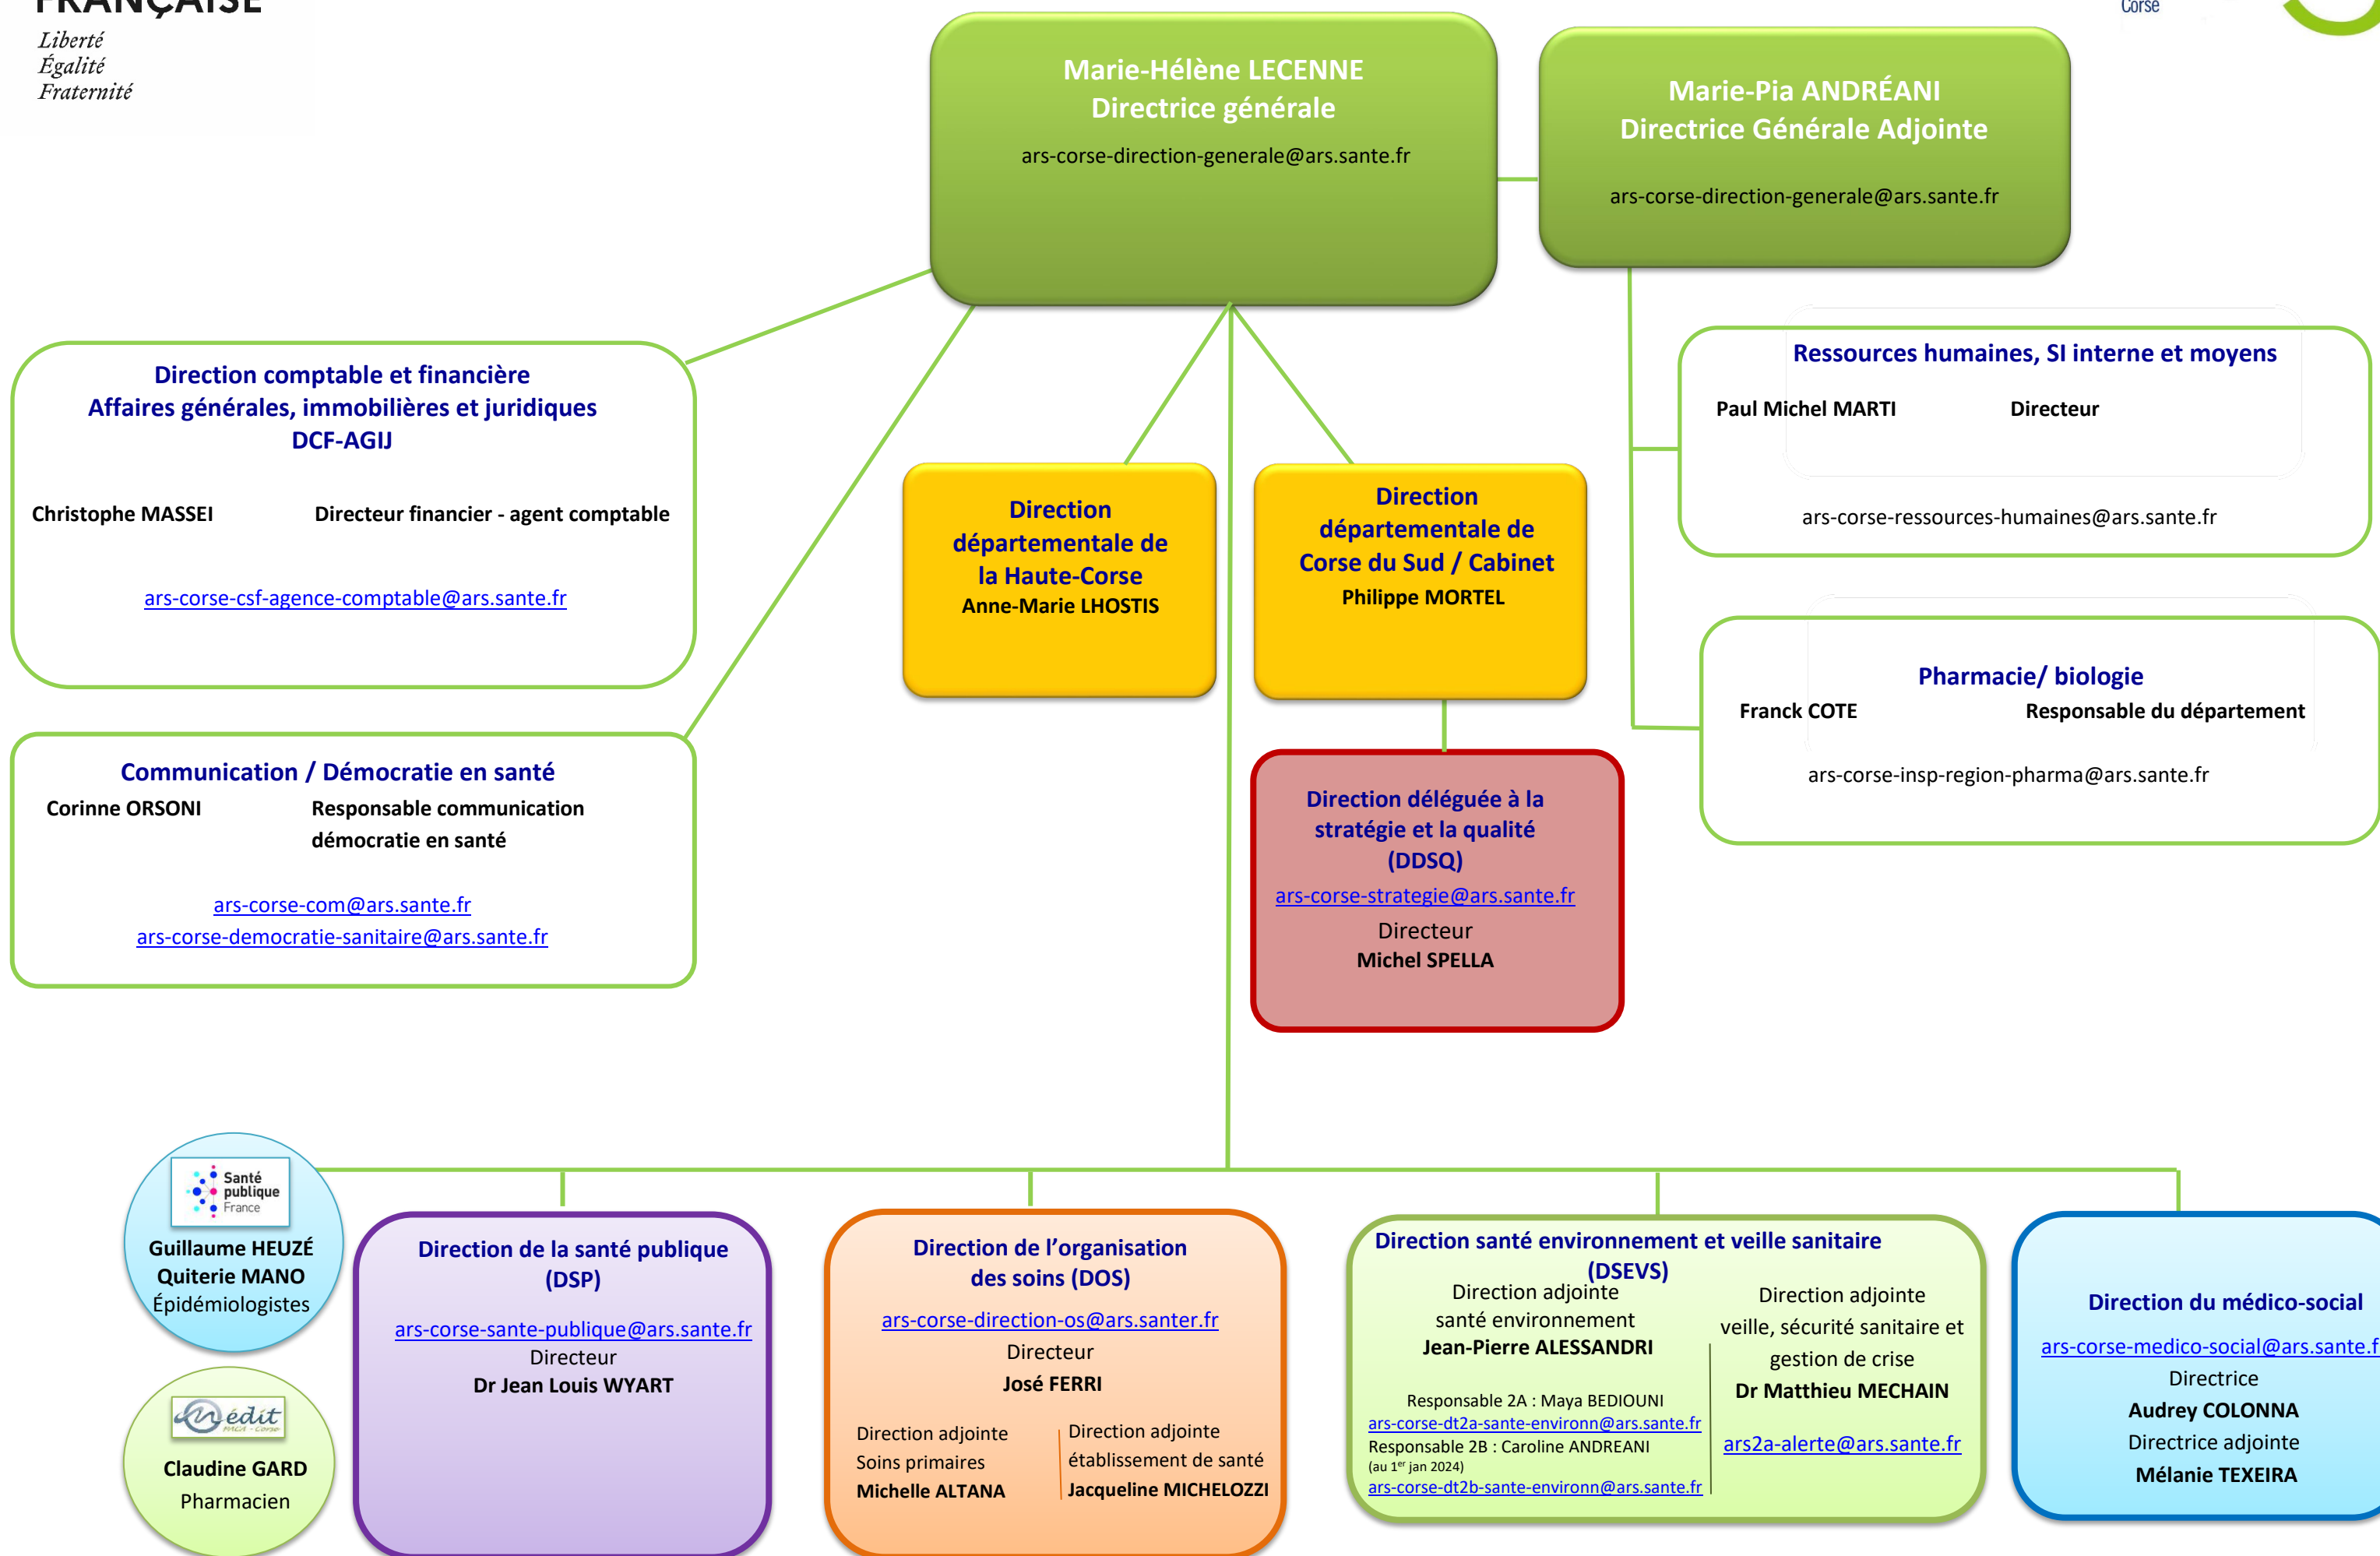 FRANÇAISE
Liberté
Égalité
Fraternité
Corse
Marie-Hélène LECENNE
Directrice générale
ars-corse-direction-generale@ars.sante.fr
Marie-Pia ANDRÉANI
Directrice Générale Adjointe
ars-corse-direction-generale@ars.sante.fr
Direction comptable et financière
Affaires générales, immobilières et juridiques
DCF-AGIJ
Christophe MASSEI Directeur financier - agent comptable
ars-corse-csf-agence-comptable@ars.sante.fr
Communication / Démocratie en santé
Corinne ORSONI Responsable communication
démocratie en santé
ars-corse-com@ars.sante.fr
ars-corse-democratie-sanitaire@ars.sante.fr
Direction
départementale de
la Haute-Corse
Anne-Marie LHOSTIS
Direction
départementale de
Corse du Sud / Cabinet
Philippe MORTEL
Direction déléguée à la
stratégie et la qualité
(DDSQ)
ars-corse-strategie@ars.sante.fr
Directeur
Michel SPELLA
Ressources humaines, SI interne et moyens
Paul Michel MARTI Directeur
ars-corse-ressources-humaines@ars.sante.fr
Pharmacie/ biologie
Franck COTE Responsable du département
ars-corse-insp-region-pharma@ars.sante.fr
Santé
publique
France
Guillaume HEUZÉ
Quiterie MANO
Épidémiologistes
Omédit
PACA - Corse
Claudine GARD
Pharmacien
Direction de la santé publique
(DSP)
ars-corse-sante-publique@ars.sante.fr
Directeur
Dr Jean Louis WYART
Direction de l’organisation
des soins (DOS)
ars-corse-direction-os@ars.santer.fr
Directeur
José FERRI
Direction adjointe
Soins primaires
Michelle ALTANA
Direction adjointe
établissement de santé
Jacqueline MICHELOZZI
Direction santé environnement et veille sanitaire
(DSEVS)
Direction adjointe
santé environnement
Jean-Pierre ALESSANDRI
Responsable 2A : Maya BEDIOUNI
ars-corse-dt2a-sante-environn@ars.sante.fr
Responsable 2B : Caroline ANDREANI
(au 1er jan 2024)
ars-corse-dt2b-sante-environn@ars.sante.fr
Direction adjointe
veille, sécurité sanitaire et
gestion de crise
Dr Matthieu MECHAIN
ars2a-alerte@ars.sante.fr
Direction du médico-social
ars-corse-medico-social@ars.sante.f
Directrice
Audrey COLONNA
Directrice adjointe
Mélanie TEXEIRA